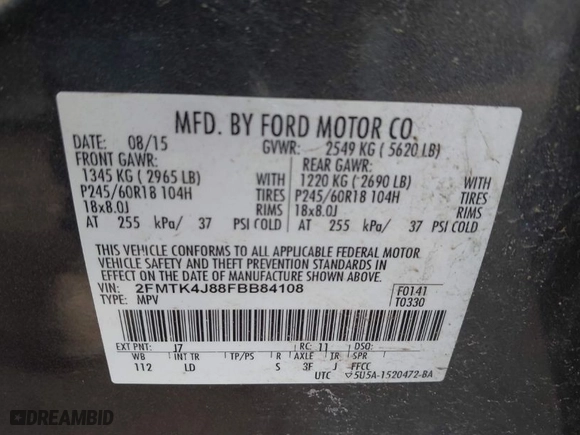 MFD. BY FORD MOTOR CO.
DATE: 08/15 GVWR: 2549 KG ( 5620 LB)
FRONT GAWR: REAR GAWR:
1345 KG ( 2965 LB) WITH 1220 KG ( 2690 LB) WITH
P245/60R18 104H TIRES P245/60R18 104H TIRES
18x8.0J RIMS 18x8.0J RIMS
AT 255 kPa/ 37 PSI COLD AT 255 kPa/ 37 PSI COLD
THIS VEHICLE CONFORMS TO ALL APPLICABLE FEDERAL MOTOR
VEHICLE SAFETY AND THEFT PREVENTION STANDARDS IN
EFFECT ON THE DATE OF MANUFACTURE SHOWN ABOVE.
VIN: 2FMTK4J88FBB84108 F0141
TYPE: MPV T0330
EXT PNT: J7 RC: 11 DSO:
WB INT TR TP/PS R AXLE TR SPR
112 LD S 3F J FFCC
UTC 5U5A-1520472-BA
DREAMBID